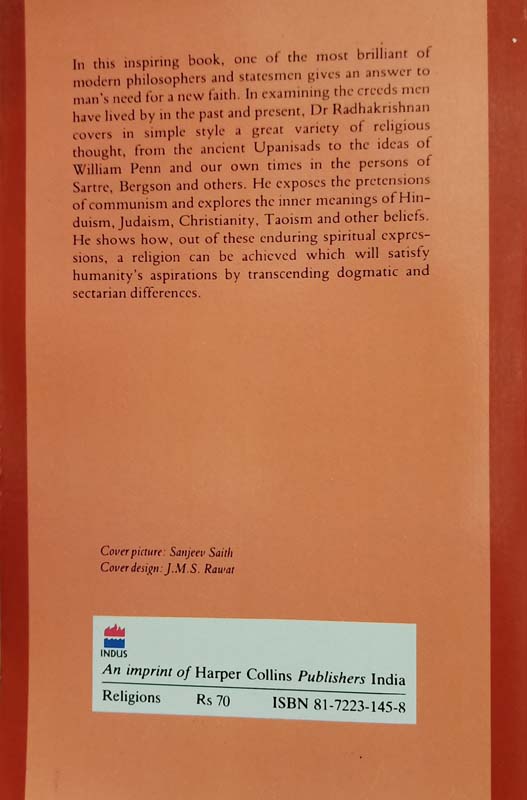 In this inspiring book, one of the most brilliant of
modern philosophers and statesmen gives an answer to
man's need for a new faith. In examining the creeds men
have lived by in the past and present, Dr Radhakrishnan
covers in simple style a great variety of religious
thought, from the ancient Upanisads to the ideas of
William Penn and our own times in the persons of
Sartre, Bergson and others. He exposes the pretensions
of communism and explores the inner meanings of Hin-
duism, Judaism, Christianity, Taoism and other beliefs.
He shows how, out of these enduring spiritual expres-
sions, a religion can be achieved which will satisfy
humanity's aspirations by transcending dogmatic and
sectarian differences.
Cover picture: Sanjeev Saith
Cover design: J.M.S. Rawat
INDUS
An imprint of Harper Collins Publishers India
Religions Rs 70 ISBN 81-7223-145-8